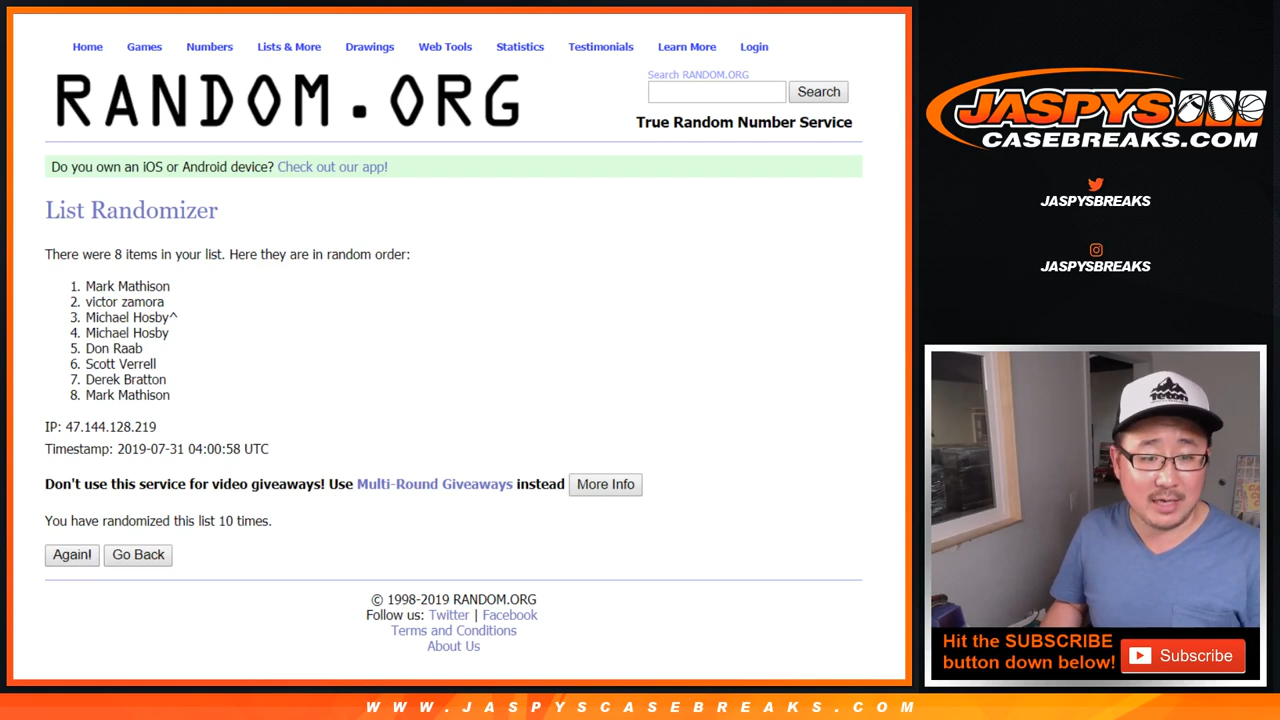 Home Games Numbers Lists & More Drawings Web Tools Statistics Testimonials Learn More Login
RANDOM.ORG
Search RANDOM.ORG
Search
True Random Number Service
Do you own an iOS or Android device? Check out our app!
List Randomizer
There were 8 items in your list. Here they are in random order:
1. Mark Mathison
2. victor zamora
3. Michael Hosby^
4. Michael Hosby
5. Don Raab
6. Scott Verrell
7. Derek Bratton
8. Mark Mathison
IP: 47.144.128.219
Timestamp: 2019-07-31 04:00:58 UTC
Don't use this service for video giveaways! Use Multi-Round Giveaways instead More Info
You have randomized this list 10 times.
Again! Go Back
© 1998-2019 RANDOM.ORG
Follow us: Twitter | Facebook
Terms and Conditions
About Us
JASPYS
CASEBREAKS.COM
JASPYSBREAKS
JASPYSBREAKS
Teton
Hit the SUBSCRIBE
button down below!
Subscribe
WWW.JASPYSCASEBREAKS.COM